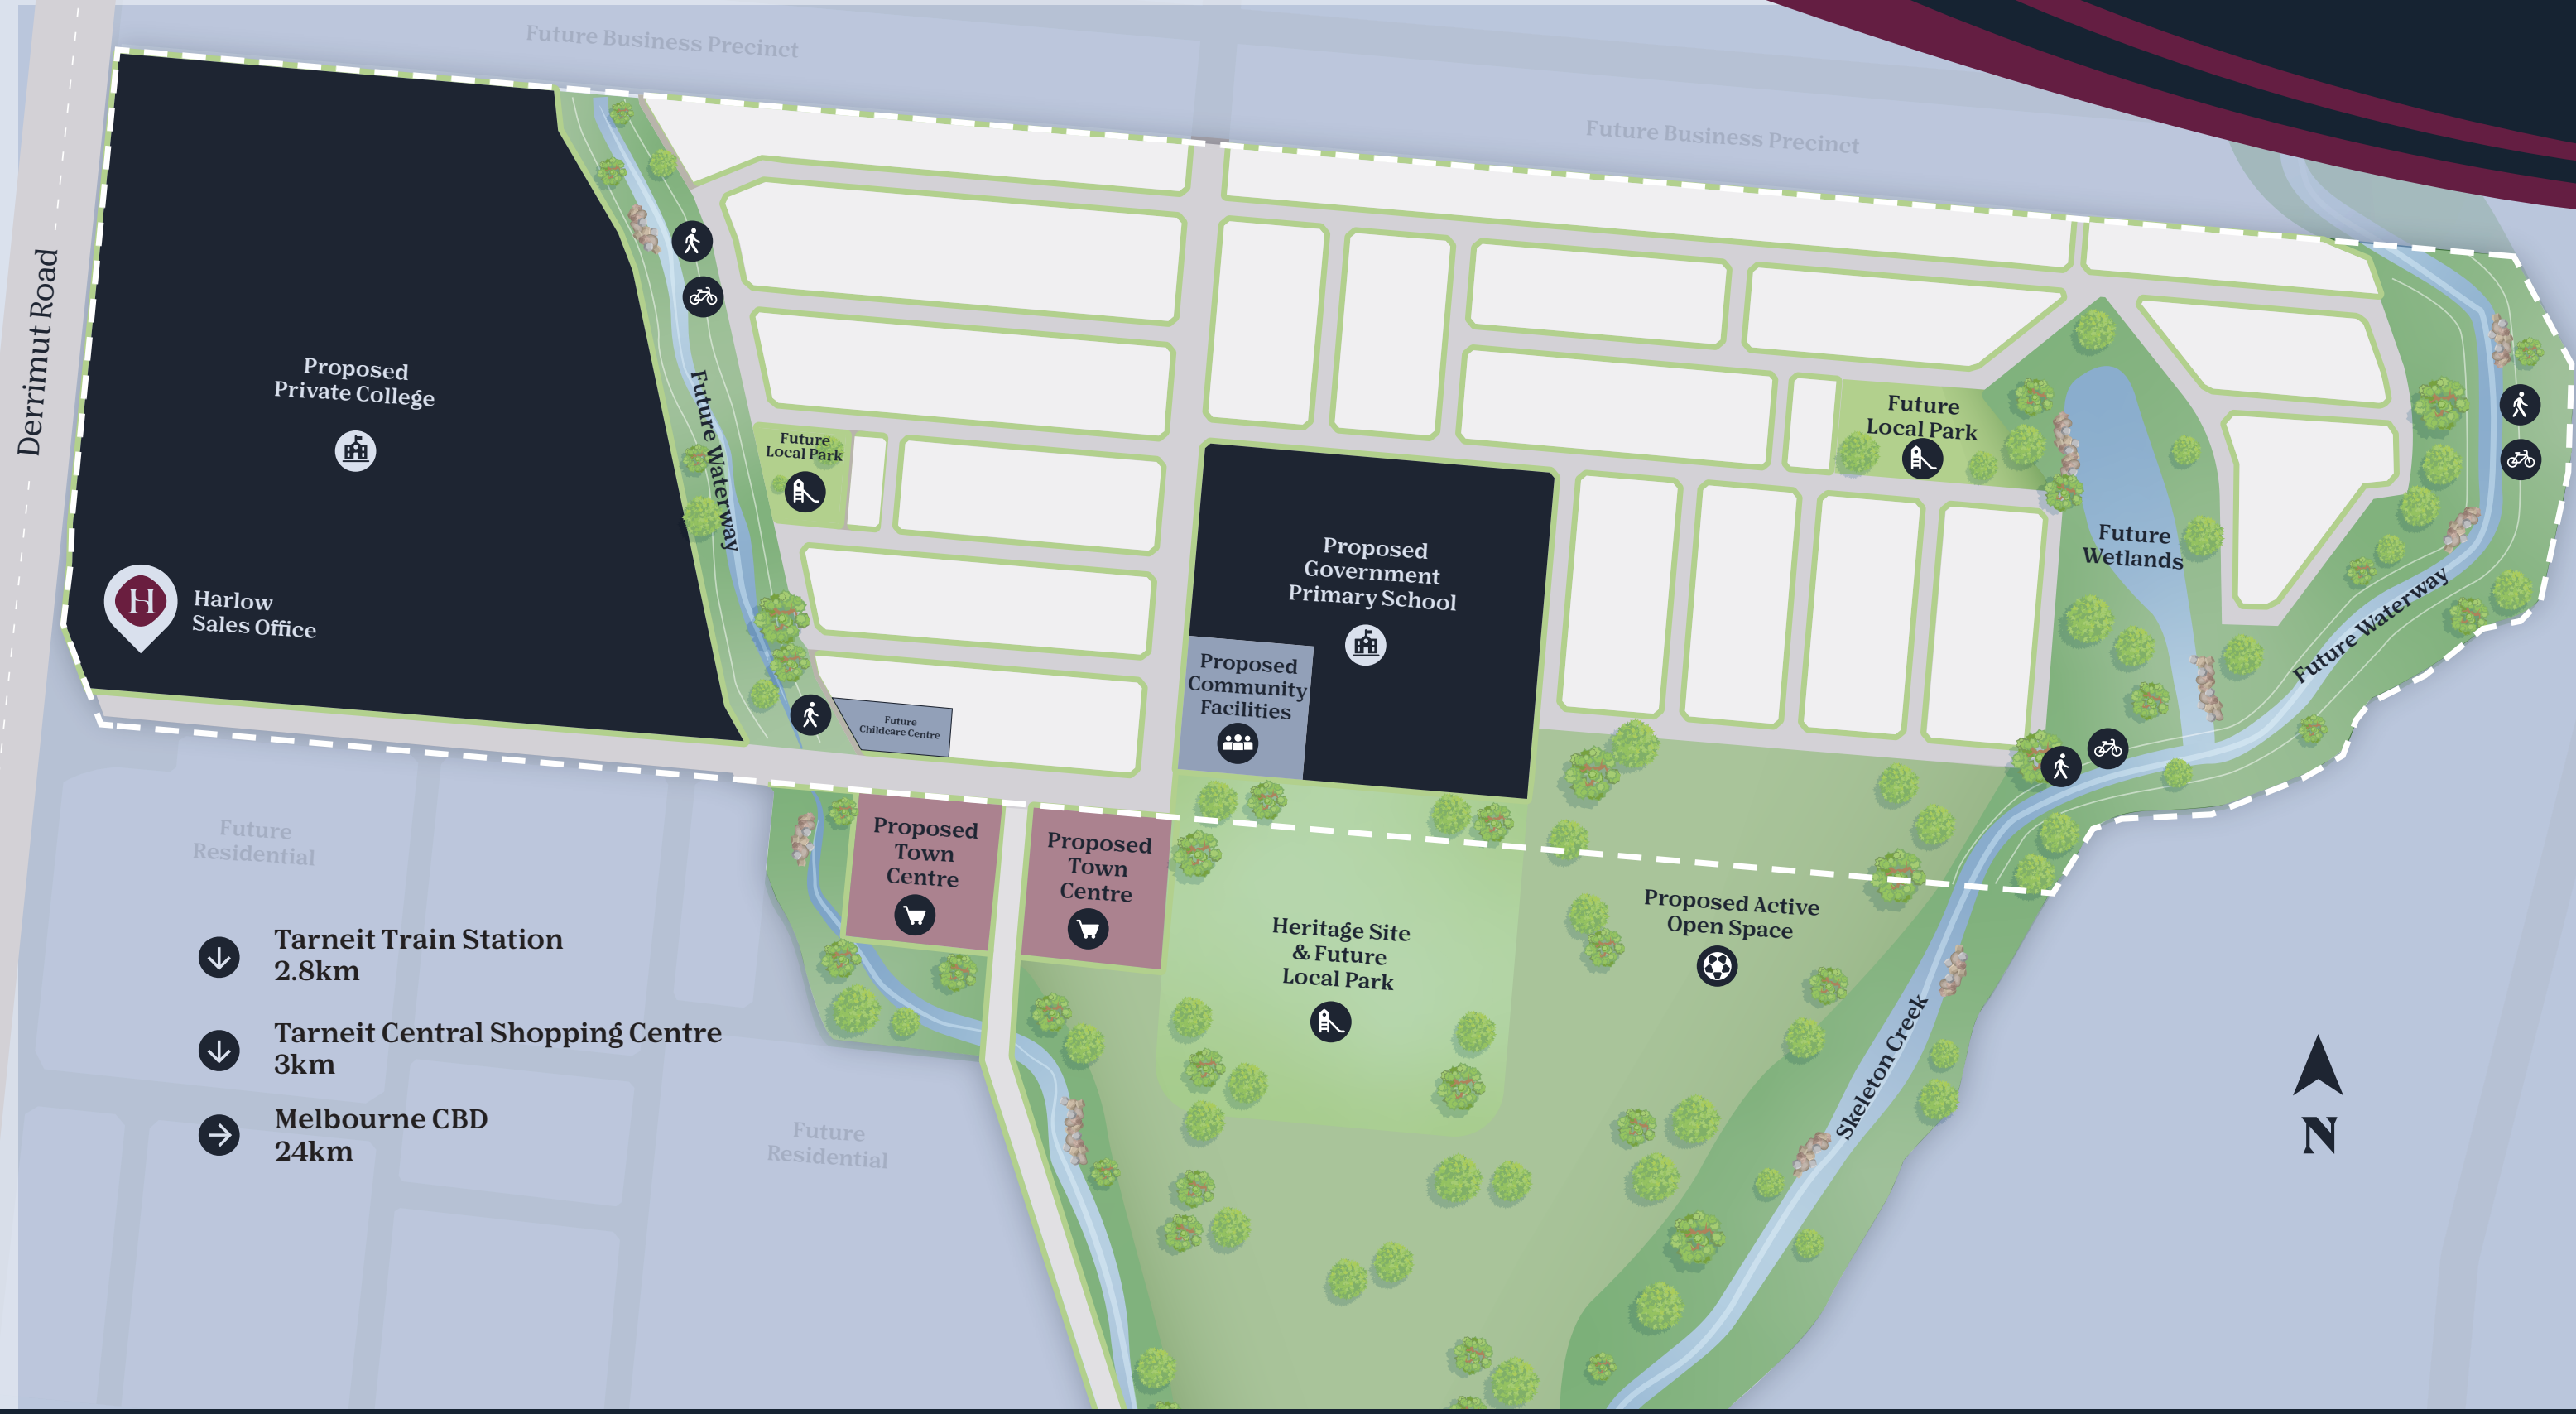 Future Business Precinct
Future Business Precinct
Derrimut Road
Proposed
Private College
Future Waterway
Future
Local Park
Future
Local Park
Proposed
Government
Primary School
Future
Wetlands
Future Waterway
H
Harlow
Sales Office
Proposed
Community
Facilities
Future
Childcare Centre
Future
Residential
Proposed
Town
Centre
Proposed
Town
Centre
Heritage Site
& Future
Local Park
Proposed Active
Open Space
Skeleton Creek
Tarneit Train Station
2.8km
Tarneit Central Shopping Centre
3km
Melbourne CBD
24km
Future
Residential
N